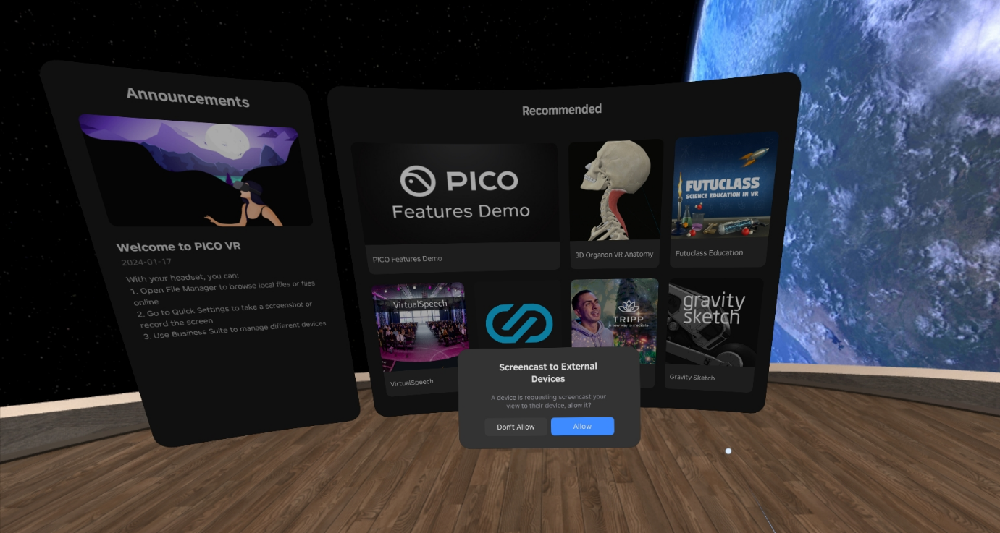 Announcements
Welcome to PICO VR
2024-01-17
With your headset, you can:
1. Open File Manager to browse local files or files
online
2. Go to Quick Settings to take a screenshot or
record the screen
3. Use Business Suite to manage different devices
Recommended
PICO
Features Demo
PICO Features Demo
3D Organon VR Anatomy
FUTUCLASS
SCIENCE EDUCATION IN VR
Futuclass Education
VirtualSpeech
VirtualSpeech
TRIPP
A new way to meditate
gravity
sketch
Gravity Sketch
Screencast to External
Devices
A device is requesting screencast your
view to their device, allow it?
Don't Allow
Allow